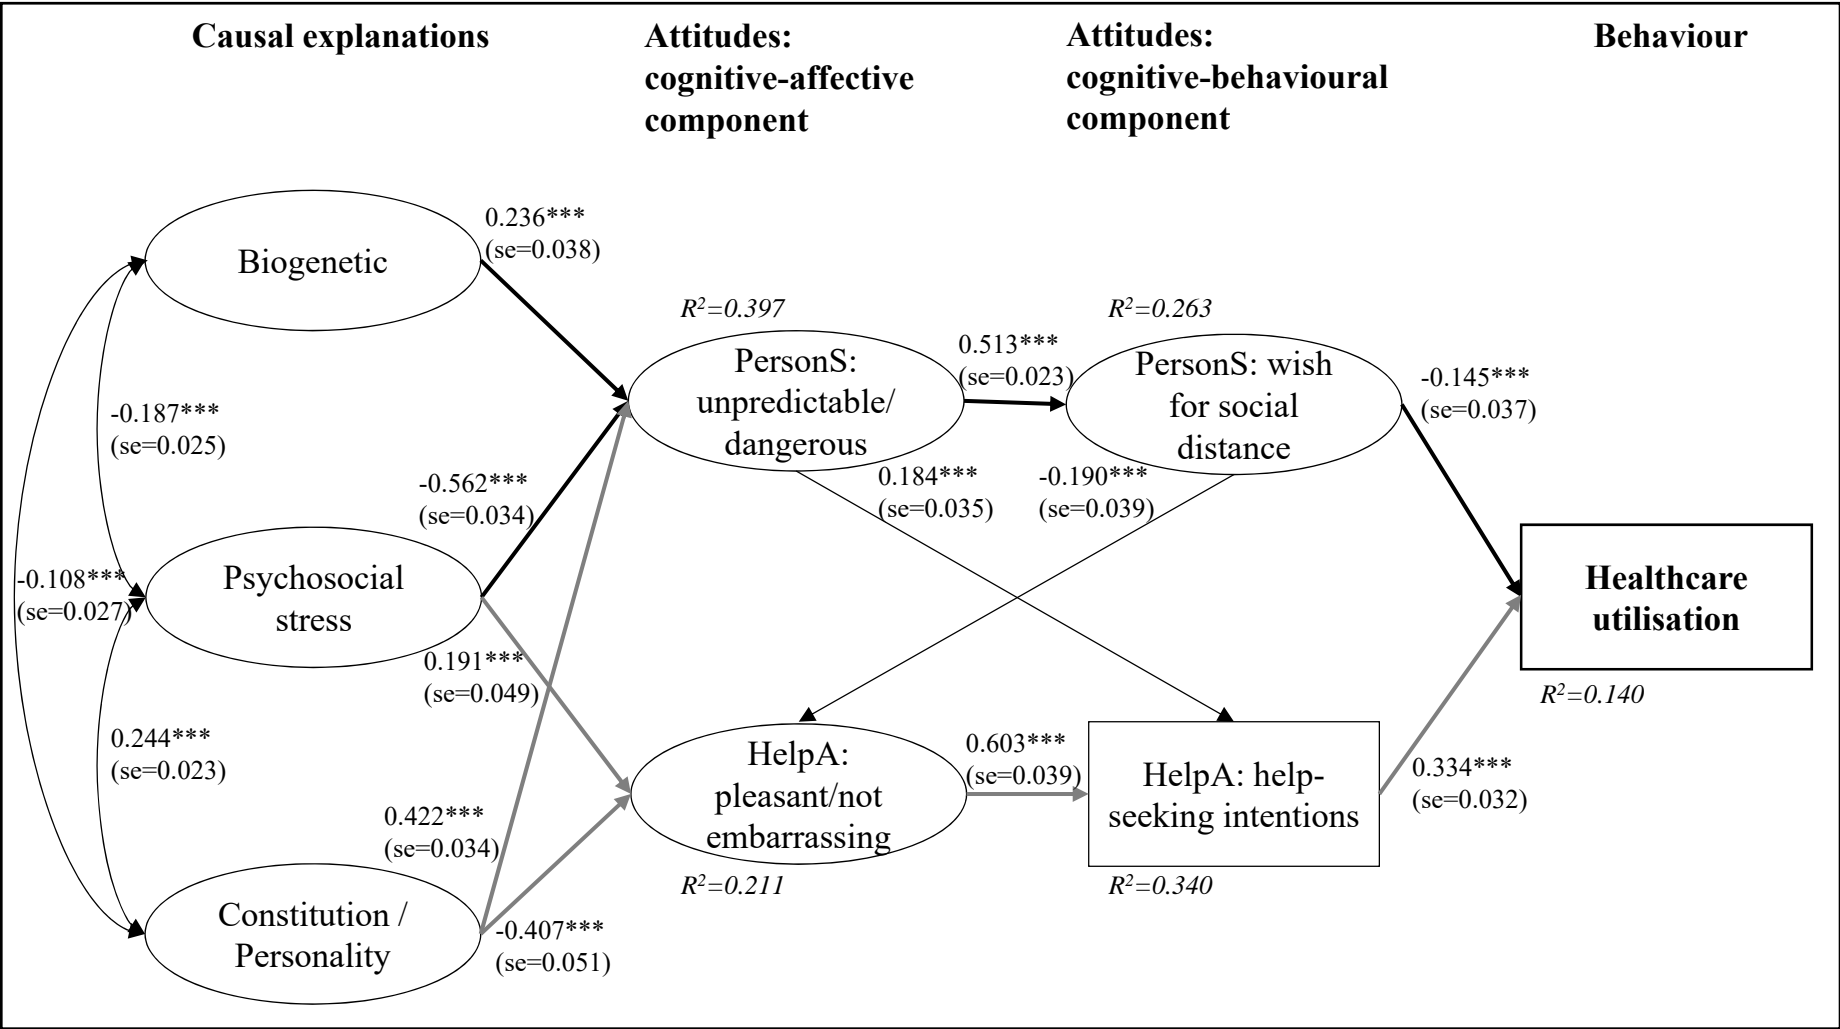 Causal explanations
Attitudes:
cognitive-affective
component
Attitudes:
cognitive-behavioural
component
Behaviour
0.236***
(se=0.038)
Biogenetic
R²=0.397
R²=0.263
PersonS:
unpredictable/
dangerous
0.513***
(se=0.023)
PersonS: wish
for social
distance
-0.145***
(se=0.037)
-0.187***
(se=0.025)
-0.562***
(se=0.034)
0.184***
(se=0.035)
-0.190***
(se=0.039)
-0.108***
(se=0.027)
Psychosocial
stress
Healthcare
utilisation
R²=0.140
0.191***
(se=0.049)
0.244***
(se=0.023)
0.422***
(se=0.034)
HelpA:
pleasant/not
embarrassing
R²=0.211
0.603***
(se=0.039)
HelpA: help-
seeking intentions
R²=0.340
0.334***
(se=0.032)
Constitution /
Personality
-0.407***
(se=0.051)